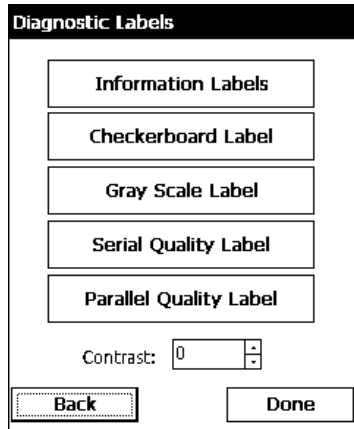 Diagnostic Labels
Information Labels
Checkerboard Label
Gray Scale Label
Serial Quality Label
Parallel Quality Label
Contrast: 0
Back Done